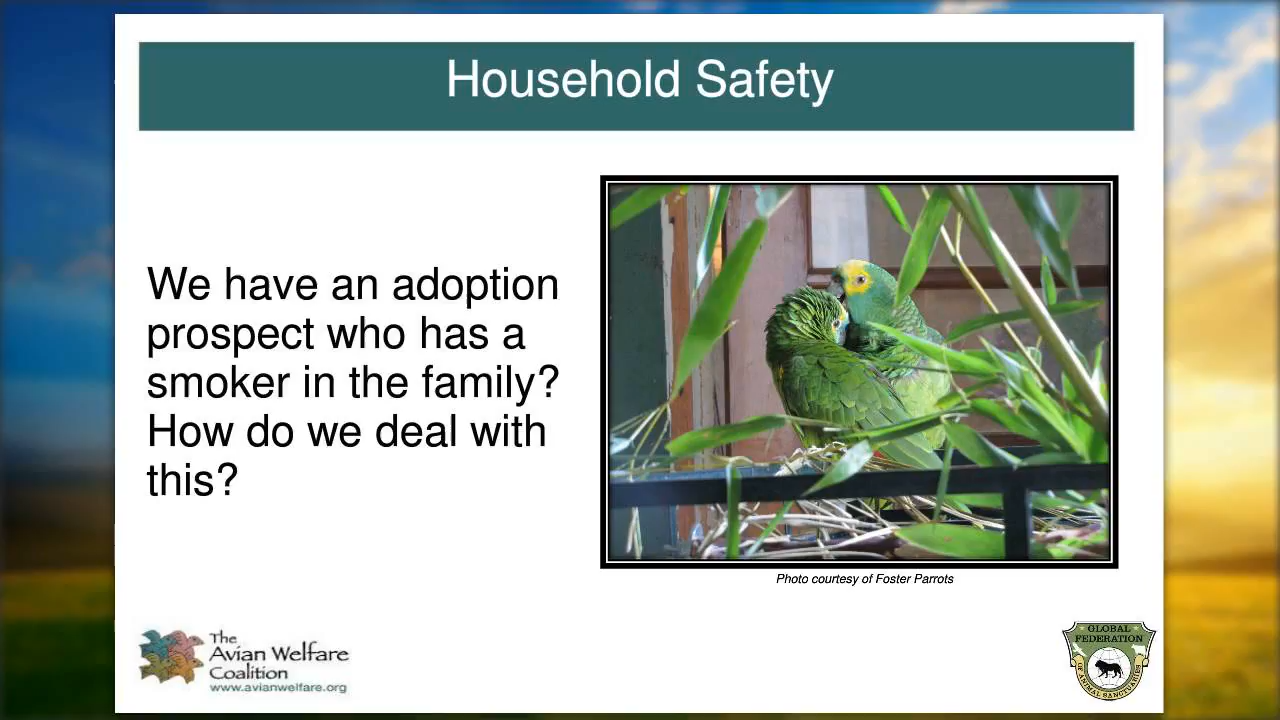 Household Safety
We have an adoption
prospect who has a
smoker in the family?
How do we deal with
this?
Photo courtesy of Foster Parrots
The
Avian Welfare
Coalition
www.avianwelfare.org
GLOBAL
FEDERATION
OF ANIMAL SANCTUARIES